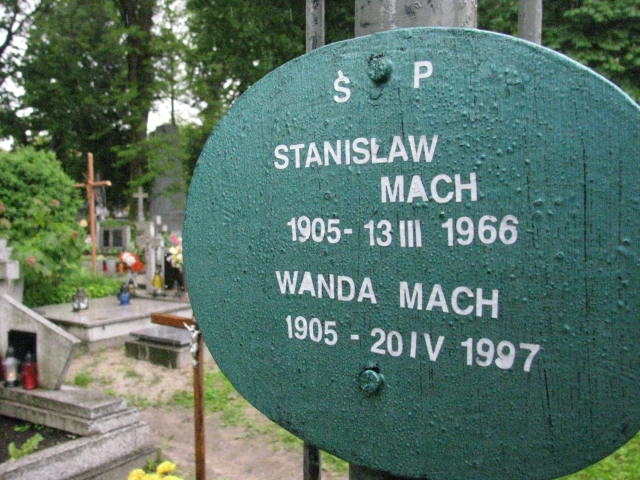 Ś P
STANISŁAW
MACH
1905- 13 III 1966
WANDA MACH
1905 - 20 IV 1997